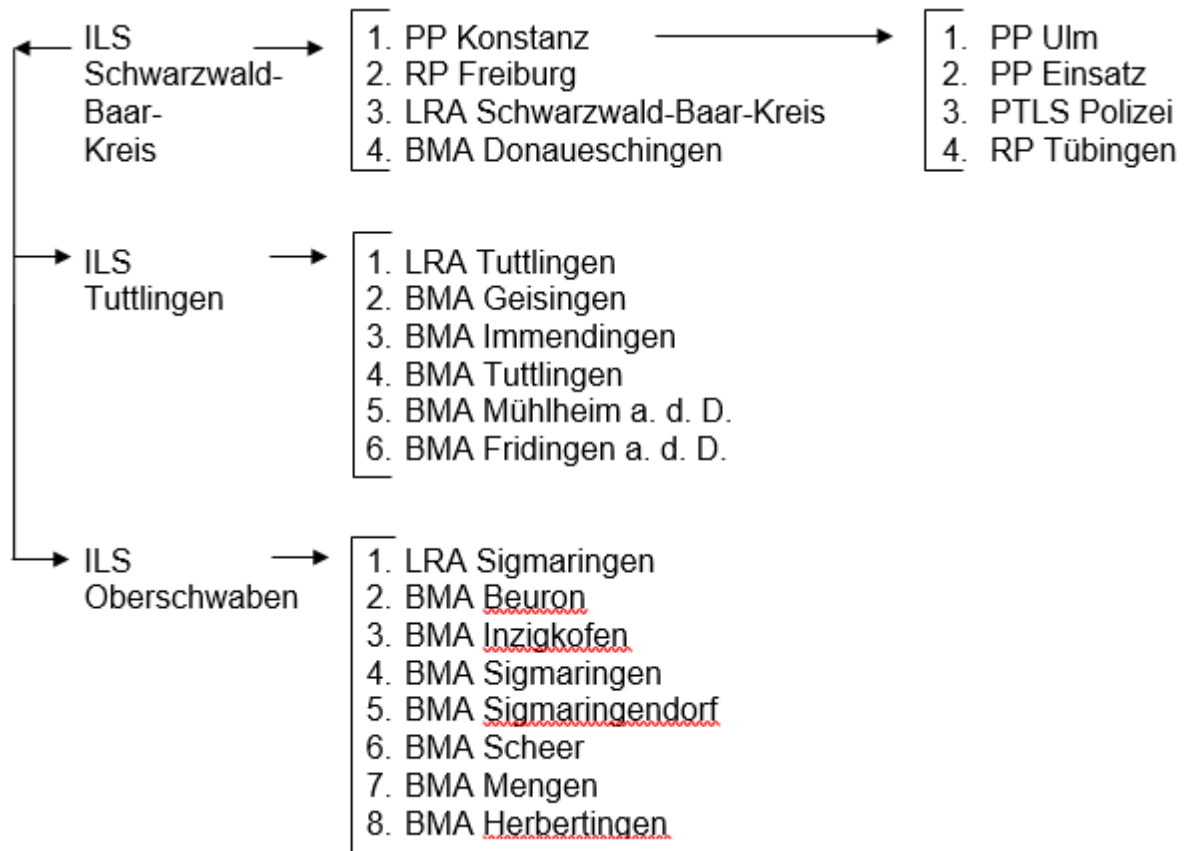 ILS
Schwarzwald-
Baar-
Kreis
1. PP Konstanz
2. RP Freiburg
3. LRA Schwarzwald-Baar-Kreis
4. BMA Donaueschingen
1. PP Ulm
2. PP Einsatz
3. PTLS Polizei
4. RP Tübingen
ILS
Tuttlingen
1. LRA Tuttlingen
2. BMA Geisingen
3. BMA Immendingen
4. BMA Tuttlingen
5. BMA Mühlheim a. d. D.
6. BMA Fridingen a. d. D.
ILS
Oberschwaben
1. LRA Sigmaringen
2. BMA Beuron
3. BMA Inzigkofen
4. BMA Sigmaringen
5. BMA Sigmaringendorf
6. BMA Scheer
7. BMA Mengen
8. BMA Herbertingen